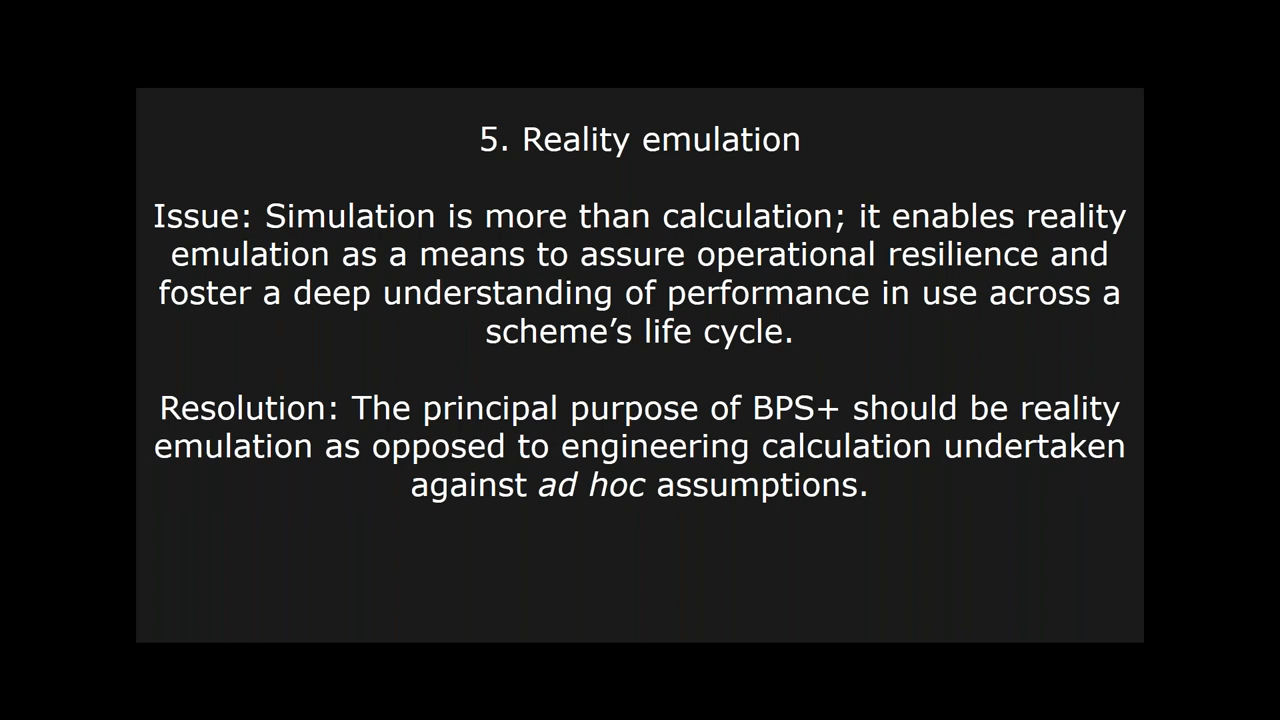 5. Reality emulation
Issue: Simulation is more than calculation; it enables reality
emulation as a means to assure operational resilience and
foster a deep understanding of performance in use across a
scheme’s life cycle.
Resolution: The principal purpose of BPS+ should be reality
emulation as opposed to engineering calculation undertaken
against ad hoc assumptions.